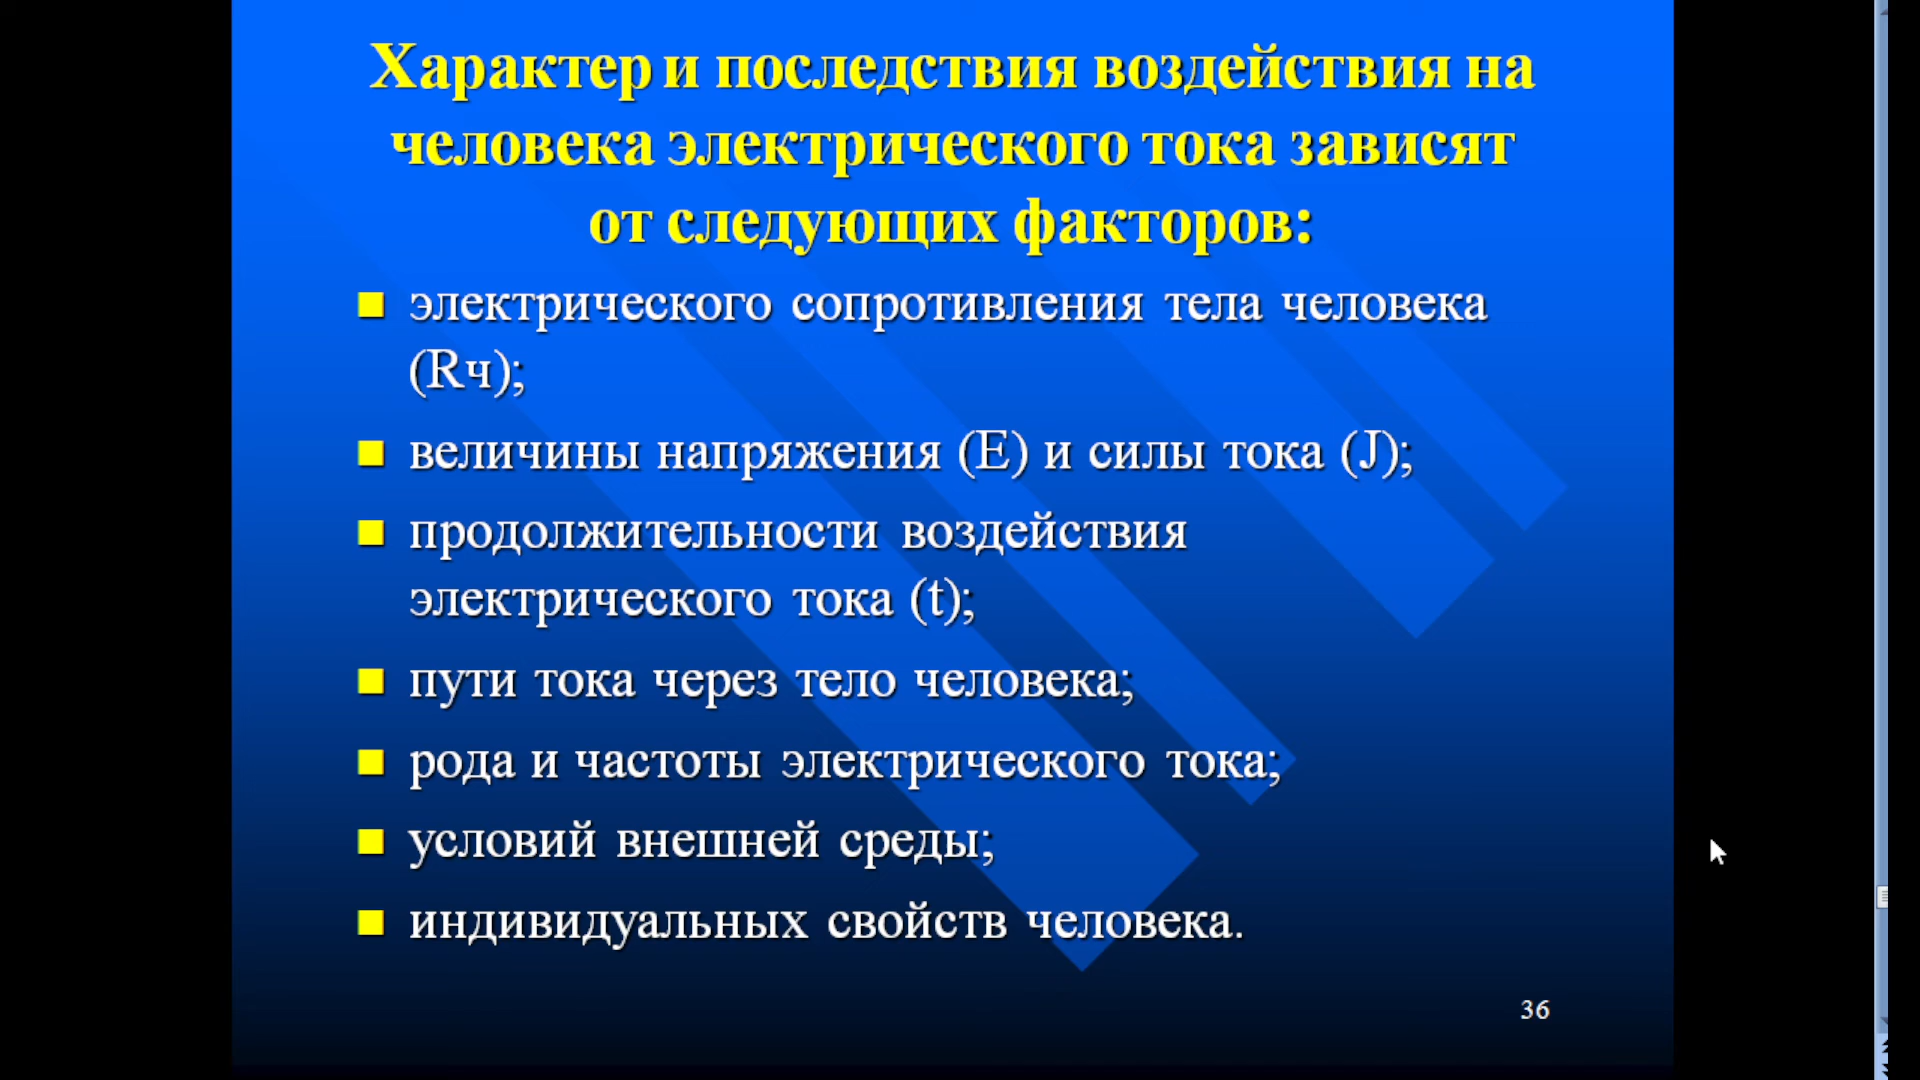 Характер и последствия воздействия на
человека электрического тока зависят
от следующих факторов:
электрического сопротивления тела человека
(Rч);
величины напряжения (E) и силы тока (J);
продолжительности воздействия
электрического тока (t);
пути тока через тело человека;
рода и частоты электрического тока;
условий внешней среды;
индивидуальных свойств человека.
36